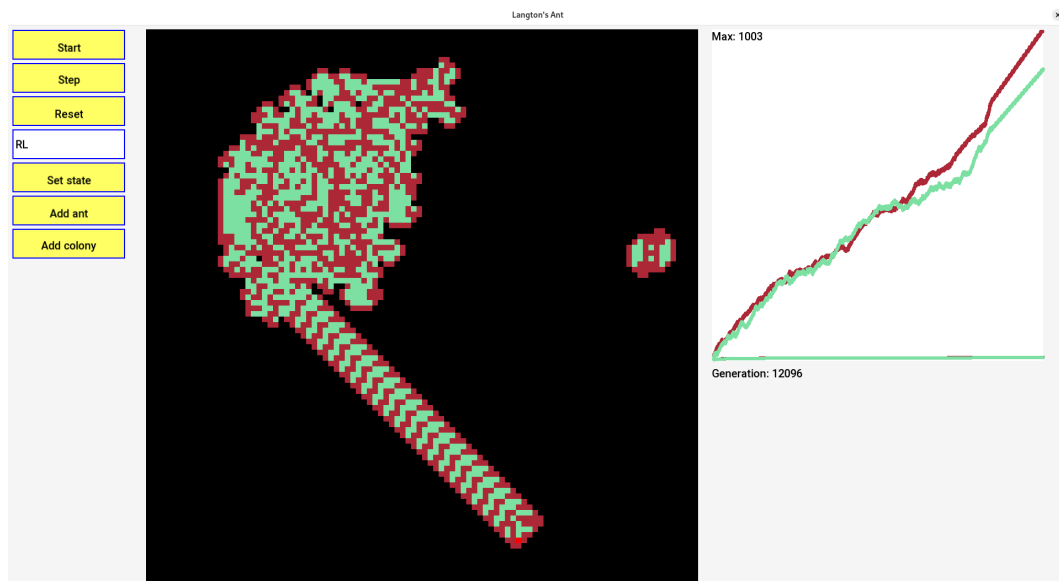 Langton's Ant
Start
Step
Reset
RL
Set state
Add ant
Add colony
Max: 1003
Generation: 12096